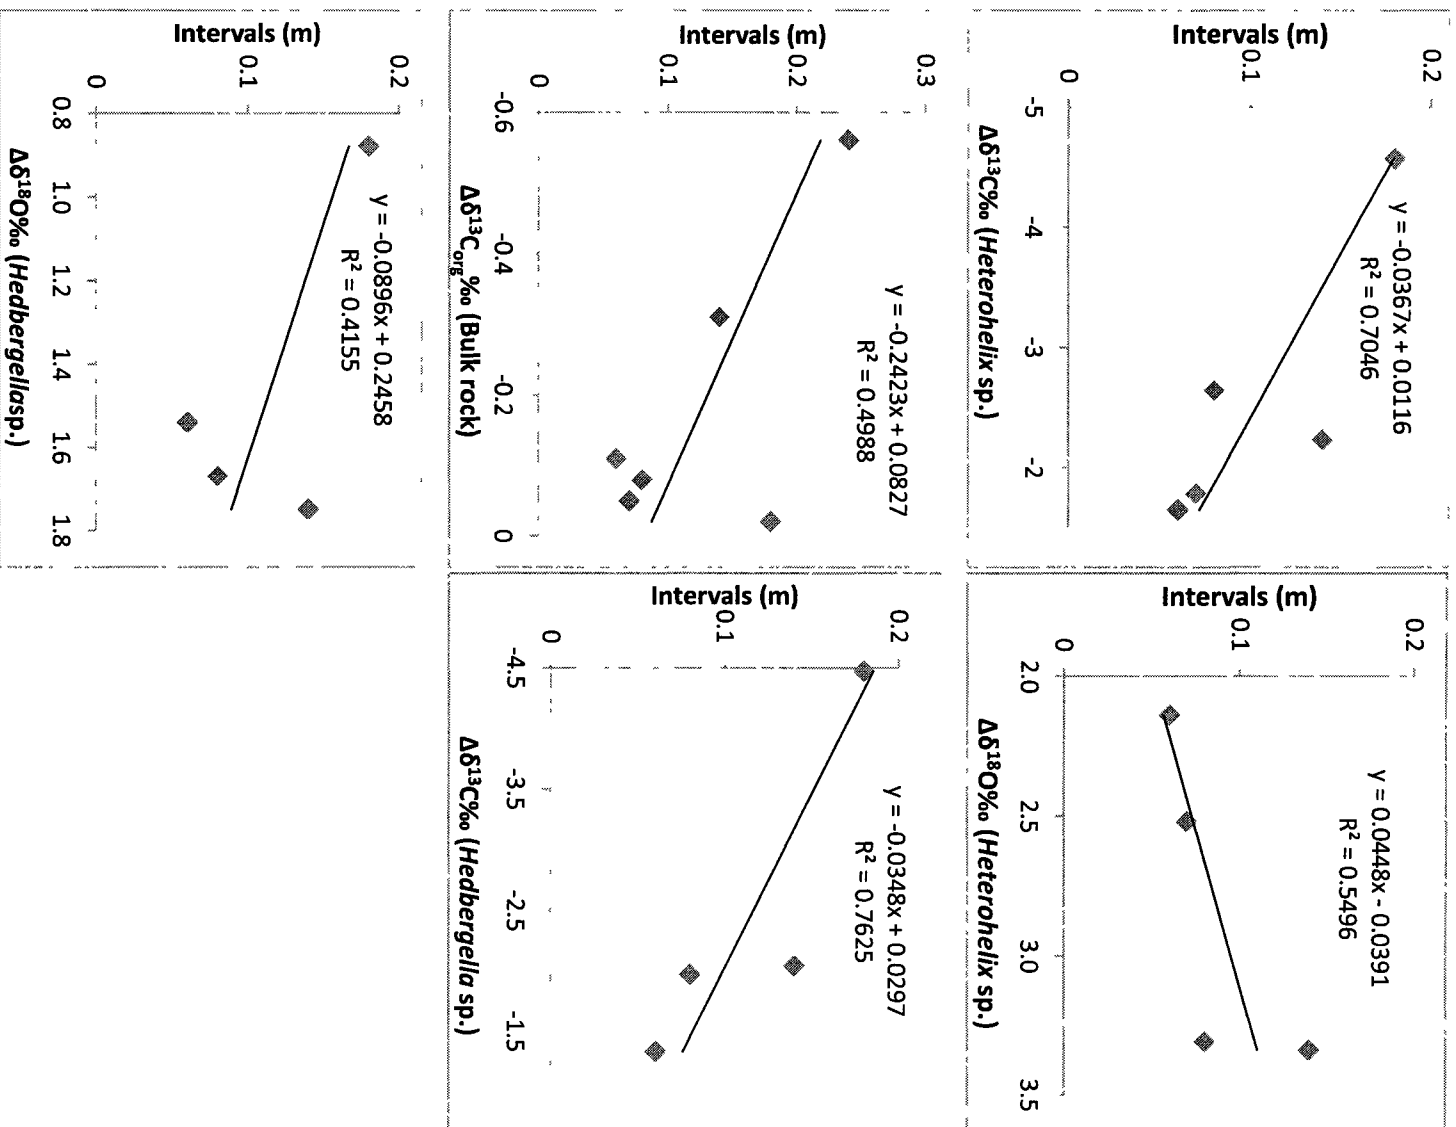 Intervals (m)
0.2
0.1
0
-5
-4
-3
-2
y = -0.0367x + 0.0116
R² = 0.7046
Δδ¹³C‰ (Heterohelix sp.)
Intervals (m)
0.2
0.1
0
2.0
2.5
3.0
3.5
y = 0.0448x - 0.0391
R² = 0.5496
Δδ¹⁸O‰ (Heterohelix sp.)
Intervals (m)
0.3
0.2
0.1
0
-0.6
-0.4
-0.2
0
y = -0.2423x + 0.0827
R² = 0.4988
Δδ¹³C_org‰ (Bulk rock)
Intervals (m)
0.2
0.1
0
-4.5
-3.5
-2.5
-1.5
y = -0.0348x + 0.0297
R² = 0.7625
Δδ¹³C‰ (Hedbergella sp.)
Intervals (m)
0.2
0.1
0
0.8
1.0
1.2
1.4
1.6
1.8
y = -0.0896x + 0.2458
R² = 0.4155
Δδ¹⁸O‰ (Hedbergellasp.)